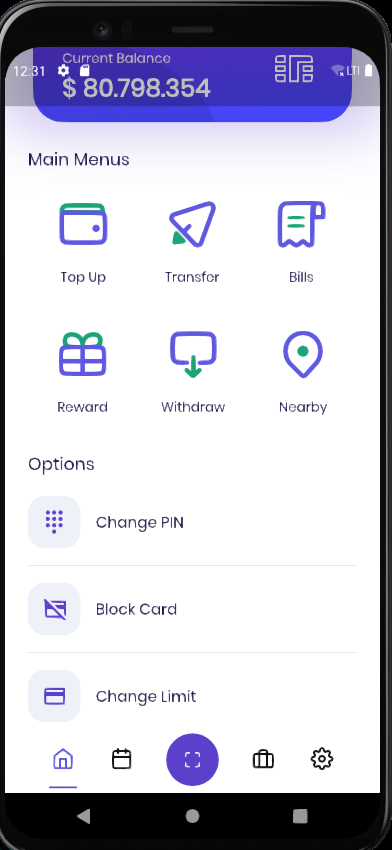 Current Balance
12:31
LTE
$ 80.798.354
Main Menus
Top Up
Transfer
Bills
Reward
Withdraw
Nearby
Options
Change PIN
Block Card
Change Limit